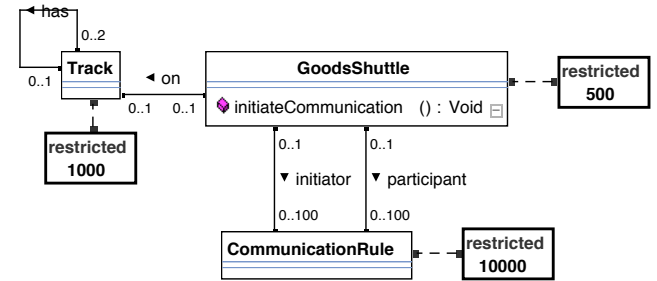 has
0..2
Track
0..1
on
0..1
0..1
GoodsShuttle
initiateCommunication () : Void
restricted
500
restricted
1000
0..1
0..1
initiator
participant
0..100
0..100
CommunicationRule
restricted
10000